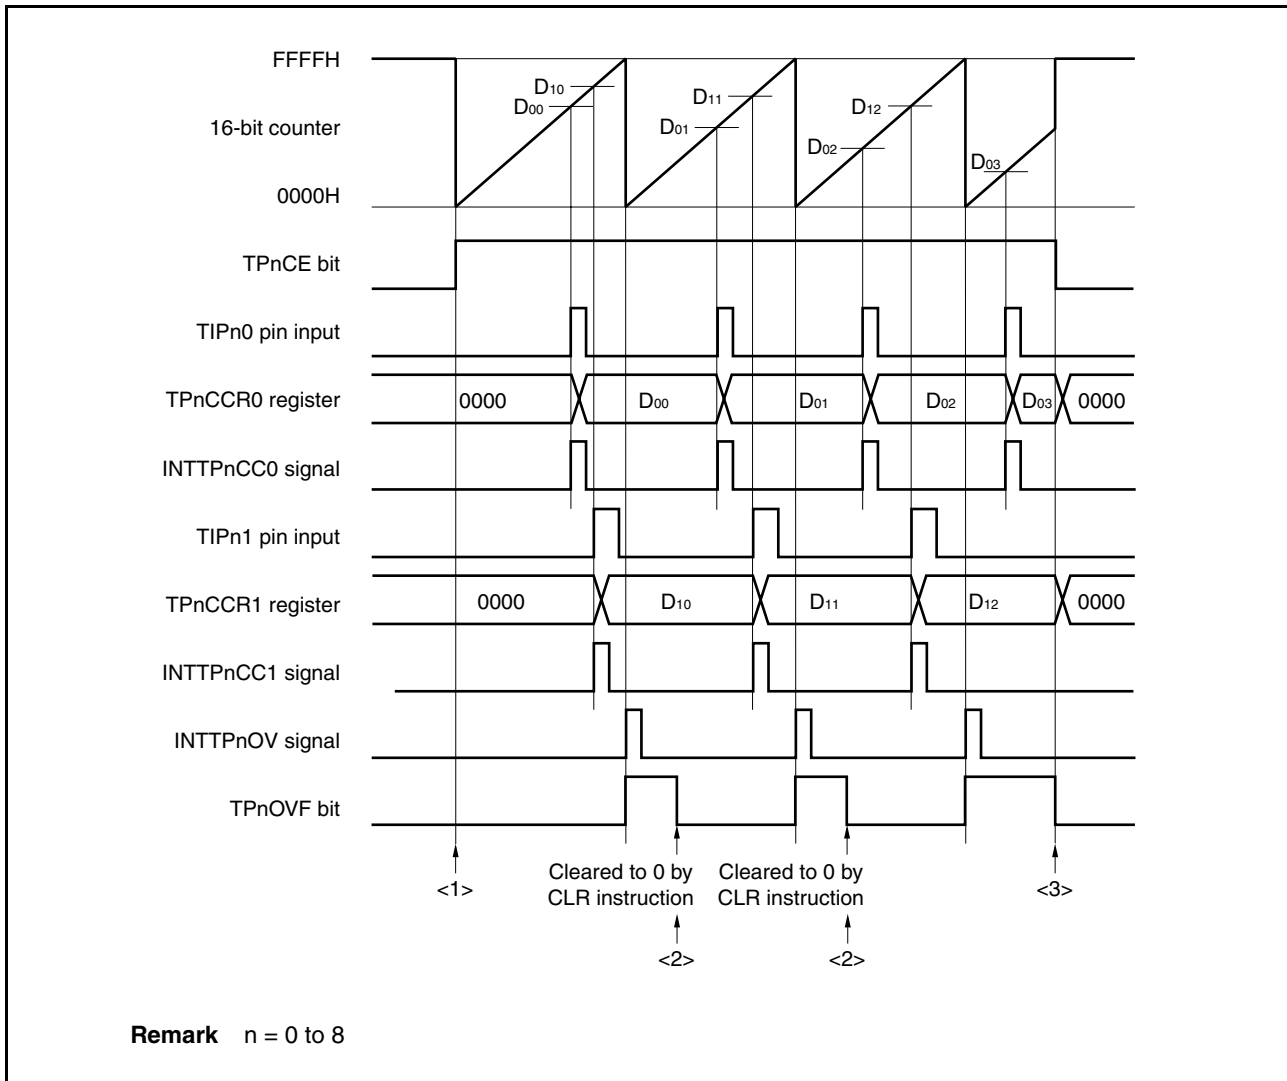 FFFFH
D10
D00
D11
D01
D12
D02
D03
16-bit counter
0000H
TPnCE bit
TIPn0 pin input
TPnCCR0 register
0000 D00 D01 D02 D03 0000
INTTPnCC0 signal
TIPn1 pin input
TPnCCR1 register
0000 D10 D11 D12 0000
INTTPnCC1 signal
INTTPnOV signal
TPnOVF bit
<1>
Cleared to 0 by
CLR instruction
<2>
Cleared to 0 by
CLR instruction
<2>
<3>
Remark n = 0 to 8